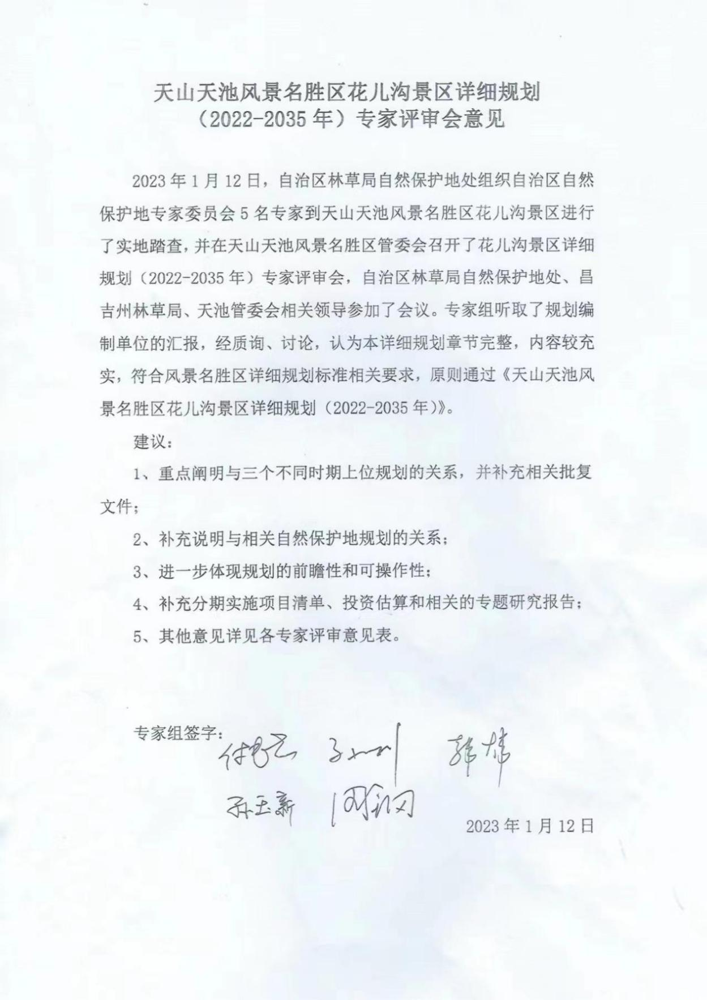 天山天池风景名胜区花儿沟景区详细规划
（2022-2035 年）专家评审会意见
2023 年 1 月 12 日，自治区林草局自然保护地处组织自治区自然
保护地专家委员会 5 名专家到天山天池风景名胜区花儿沟景区进行
了实地踏查，并在天山天池风景名胜区管委会召开了花儿沟景区详细
规划（2022-2035 年）专家评审会，自治区林草局自然保护地处、昌
吉州林草局、天池管委会相关领导参加了会议。专家组听取了规划编
制单位的汇报，经质询、讨论，认为本详细规划章节完整，内容较充
实，符合风景名胜区详细规划标准相关要求，原则通过《天山天池风
景名胜区花儿沟景区详细规划（2022-2035 年）》。
建议：
1、重点阐明与三个不同时期上位规划的关系，并补充相关批复
文件；
2、补充说明与相关自然保护地规划的关系；
3、进一步体现规划的前瞻性和可操作性；
4、补充分期实施项目清单、投资估算和相关的专题研究报告；
5、其他意见详见各专家评审意见表。
专家组签字：
韩炜
孙玉新
2023 年 1 月 12 日